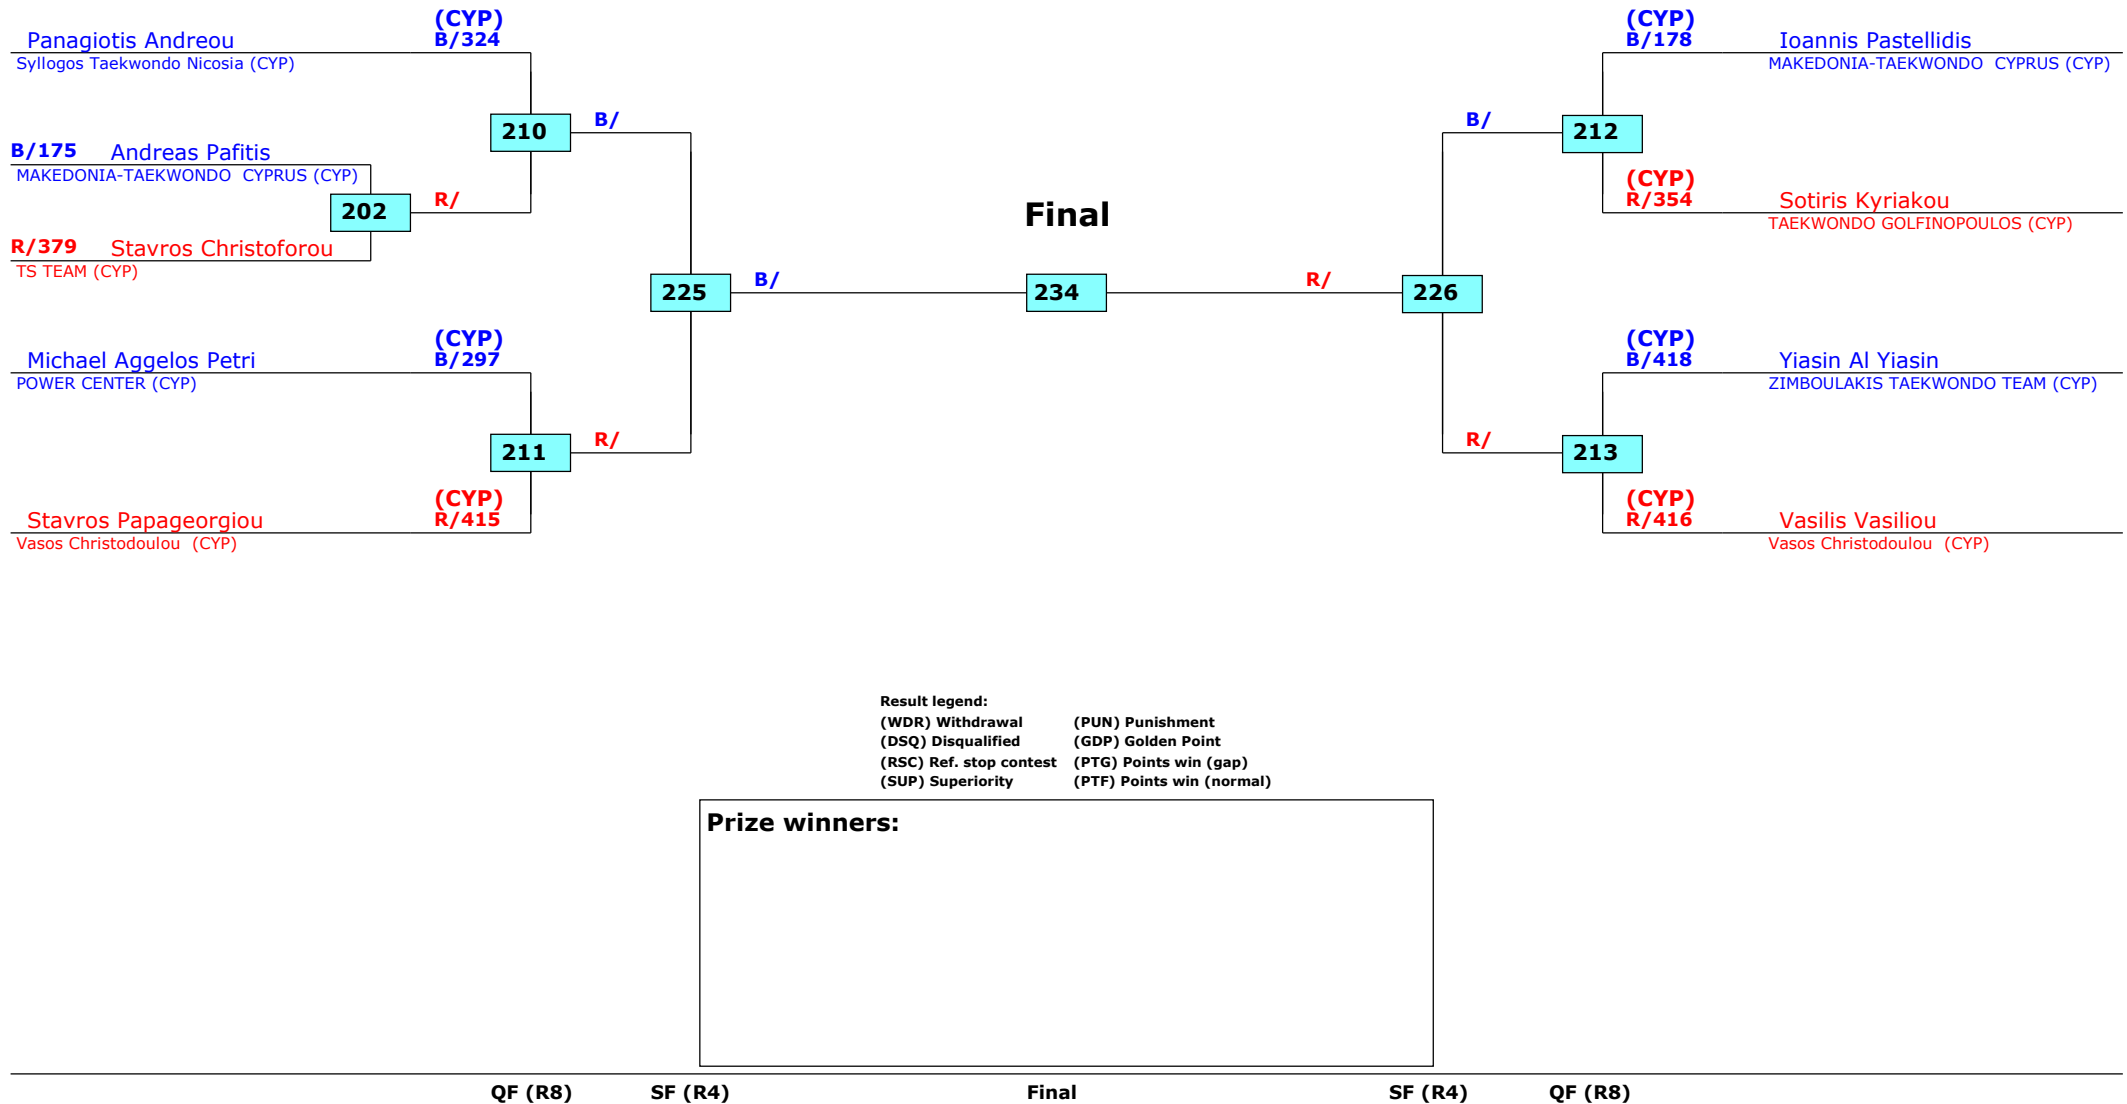 (CYP)
Panagiotis Andreou B/324
Syllogos Taekwondo Nicosia (CYP)
210
B/
B/175 Andreas Pafitis
MAKEDONIA-TAEKWONDO CYPRUS (CYP)
202
R/
R/379 Stavros Christoforou
TS TEAM (CYP)
225
B/
(CYP)
Michael Aggelos Petri B/297
POWER CENTER (CYP)
211
R/
(CYP)
Stavros Papageorgiou R/415
Vasos Christodoulou (CYP)
Final
234
(CYP)
B/178 Ioannis Pastellidis
MAKEDONIA-TAEKWONDO CYPRUS (CYP)
B/
212
(CYP)
R/354 Sotiris Kyriakou
TAEKWONDO GOLFINOPOULOS (CYP)
R/
226
(CYP)
B/418 Yiasin Al Yiasin
ZIMBOULAKIS TAEKWONDO TEAM (CYP)
R/
213
(CYP)
R/416 Vasilis Vasiliou
Vasos Christodoulou (CYP)
Result legend:
(WDR) Withdrawal (PUN) Punishment
(DSQ) Disqualified (GDP) Golden Point
(RSC) Ref. stop contest (PTG) Points win (gap)
(SUP) Superiority (PTF) Points win (normal)
Prize winners:
QF (R8) SF (R4) Final SF (R4) QF (R8)